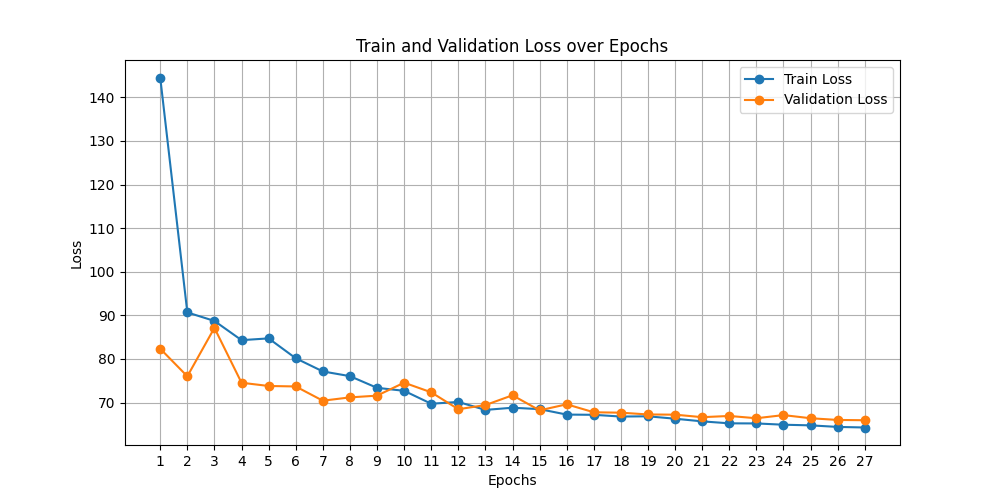 Train and Validation Loss over Epochs
Train Loss
Validation Loss
140
130
120
110
100
90
80
70
Loss
1 2 3 4 5 6 7 8 9 10 11 12 13 14 15 16 17 18 19 20 21 22 23 24 25 26 27
Epochs